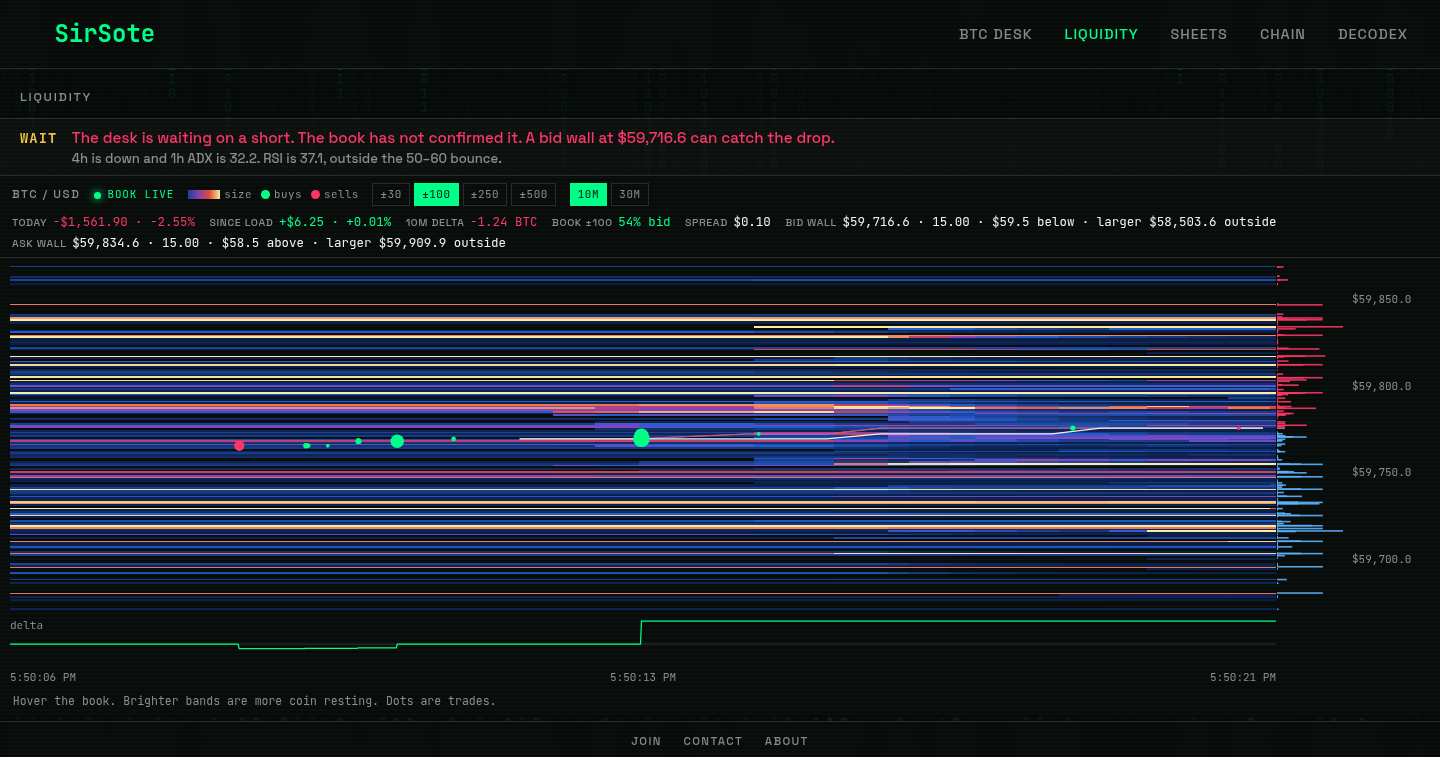 SirSote
BTC DESK LIQUIDITY SHEETS CHAIN DECODEX
LIQUIDITY
WAIT The desk is waiting on a short. The book has not confirmed it. A bid wall at $59,716.6 can catch the drop.
4h is down and 1h ADX is 32.2. RSI is 37.1, outside the 50–60 bounce.
BTC / USD BOOK LIVE size buys sells ±30 ±100 ±250 ±500 10M 30M
TODAY -$1,561.90 · -2.55% SINCE LOAD +$6.25 · +0.01% 10M DELTA -1.24 BTC BOOK ±100 54% bid SPREAD $0.10 BID WALL $59,716.6 · 15.00 · $59.5 below · larger $58,503.6 outside
ASK WALL $59,834.6 · 15.00 · $58.5 above · larger $59,909.9 outside
$59,850.0
$59,800.0
$59,750.0
$59,700.0
delta
5:50:06 PM 5:50:13 PM 5:50:21 PM
Hover the book. Brighter bands are more coin resting. Dots are trades.
JOIN CONTACT ABOUT